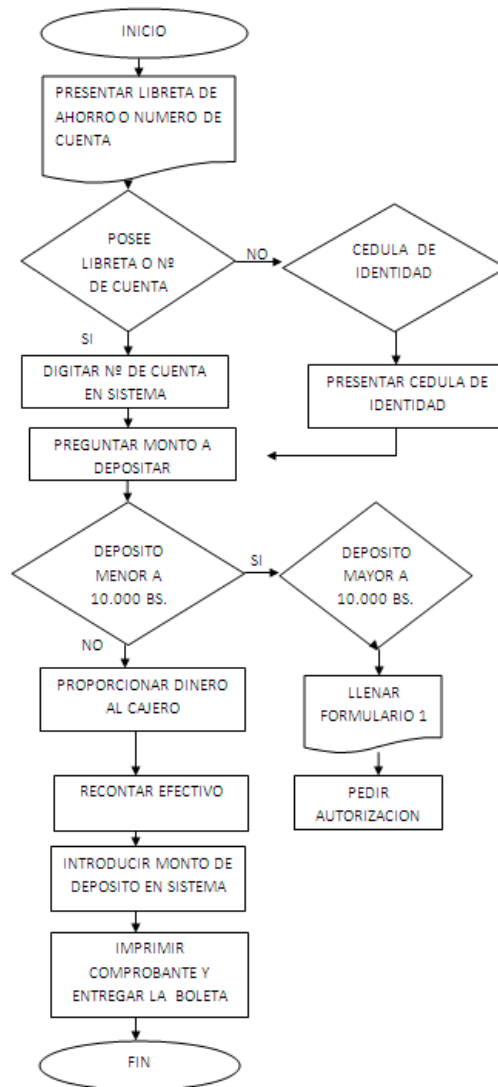 INICIO
PRESENTAR LIBRETA DE
AHORRO O NUMERO DE
CUENTA
POSEE
LIBRETA O Nº
DE CUENTA
NO
CEDULA DE
IDENTIDAD
SI
DIGITAR Nº DE CUENTA
EN SISTEMA
PRESENTAR CEDULA DE
IDENTIDAD
PREGUNTAR MONTO A
DEPOSITAR
DEPOSITO
MENOR A
10.000 BS.
SI
DEPOSITO
MAYOR A
10.000 BS.
NO
PROPORCIONAR DINERO
AL CAJERO
LLENAR
FORMULARIO 1
RECONTAR EFECTIVO
PEDIR
AUTORIZACION
INTRODUCIR MONTO DE
DEPOSITO EN SISTEMA
IMPRIMIR
COMPROBANTE Y
ENTREGAR LA BOLETA
FIN